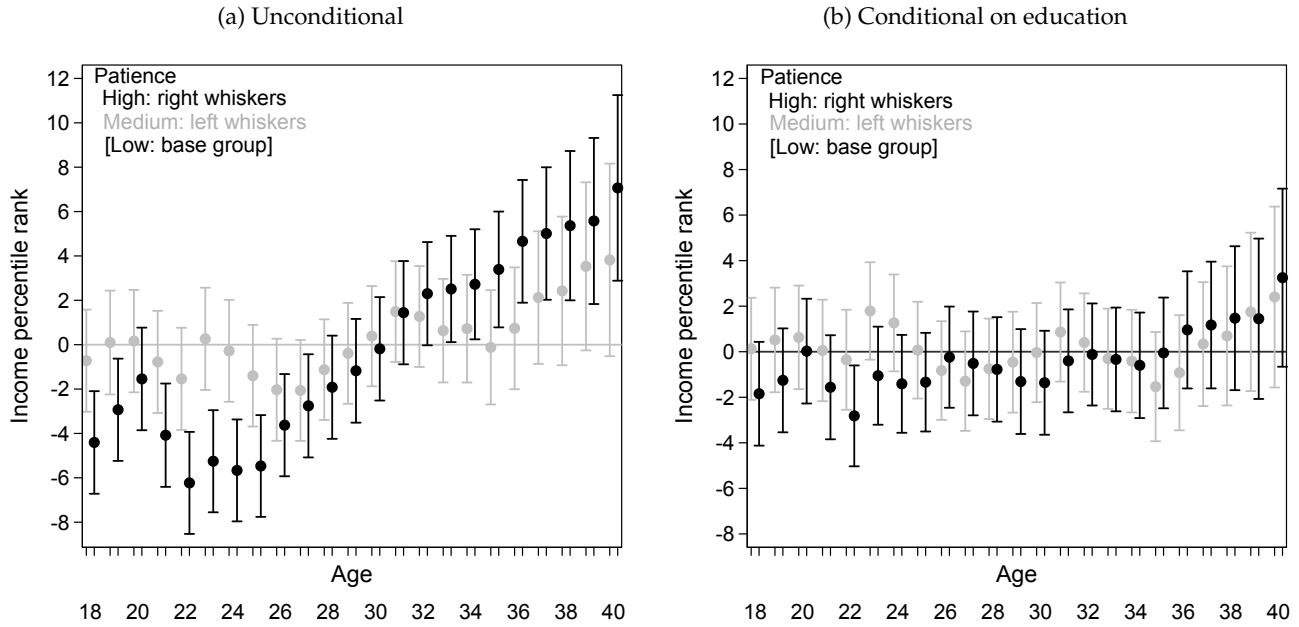 (a) Unconditional
Patience
High: right whiskers
Medium: left whiskers
[Low: base group]
Income percentile rank
12
10
8
6
4
2
0
-2
-4
-6
-8
Age
18 20 22 24 26 28 30 32 34 36 38 40
(b) Conditional on education
Patience
High: right whiskers
Medium: left whiskers
[Low: base group]
Income percentile rank
12
10
8
6
4
2
0
-2
-4
-6
-8
Age
18 20 22 24 26 28 30 32 34 36 38 40